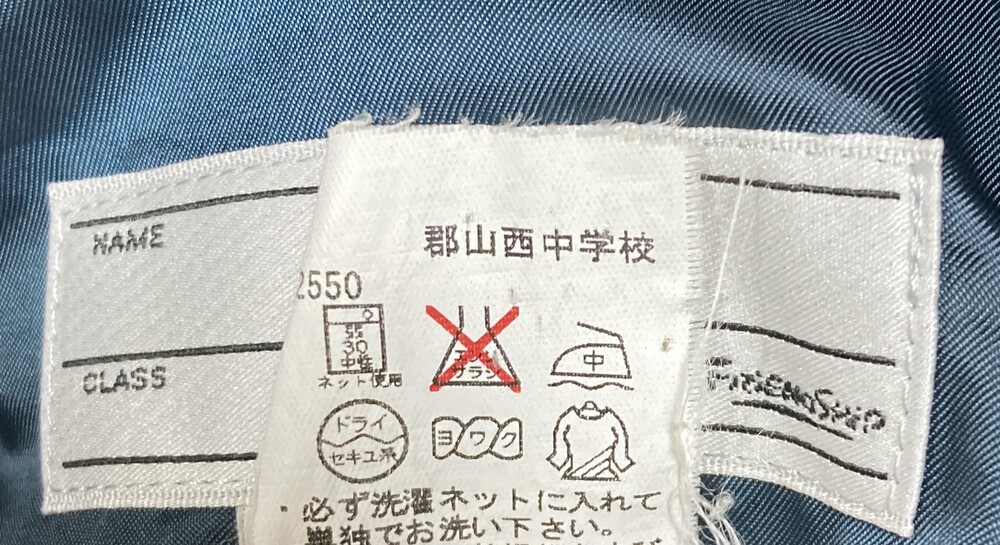 NAME
CLASS
郡山西中学校
2550
弱
30
中性
ネット使用
エンソ
サラシ
中
ドライ
セキユ系
ヨワク
・必ず洗濯ネットに入れて
単独でお洗い下さい。